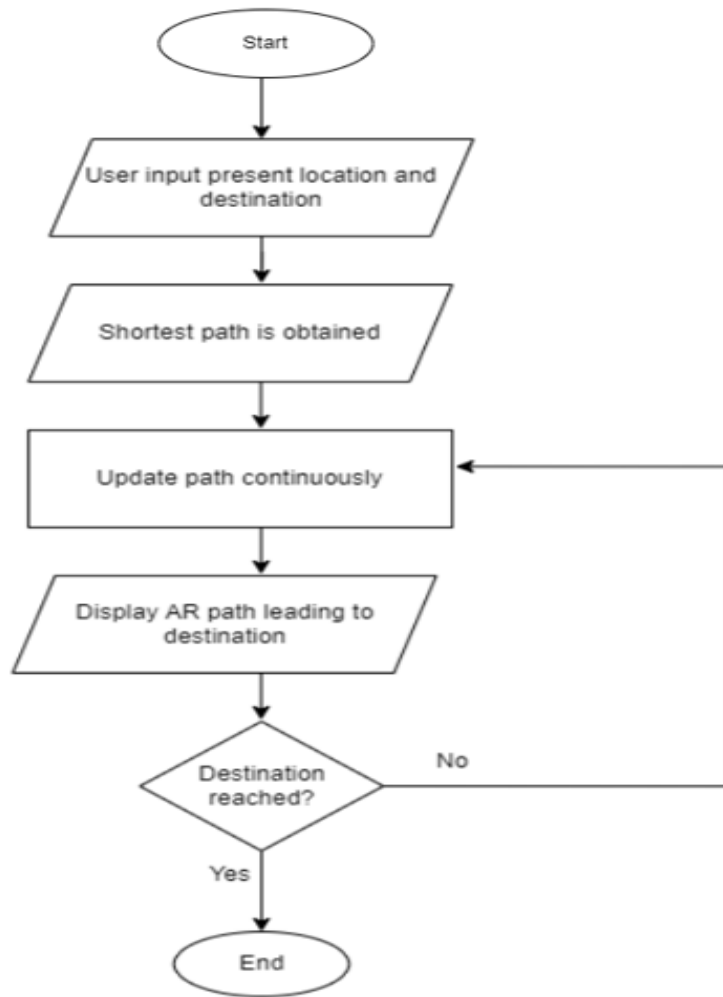 Start
User input present location and
destination
Shortest path is obtained
Update path continuously
Display AR path leading to
destination
Destination
reached?
No
Yes
End